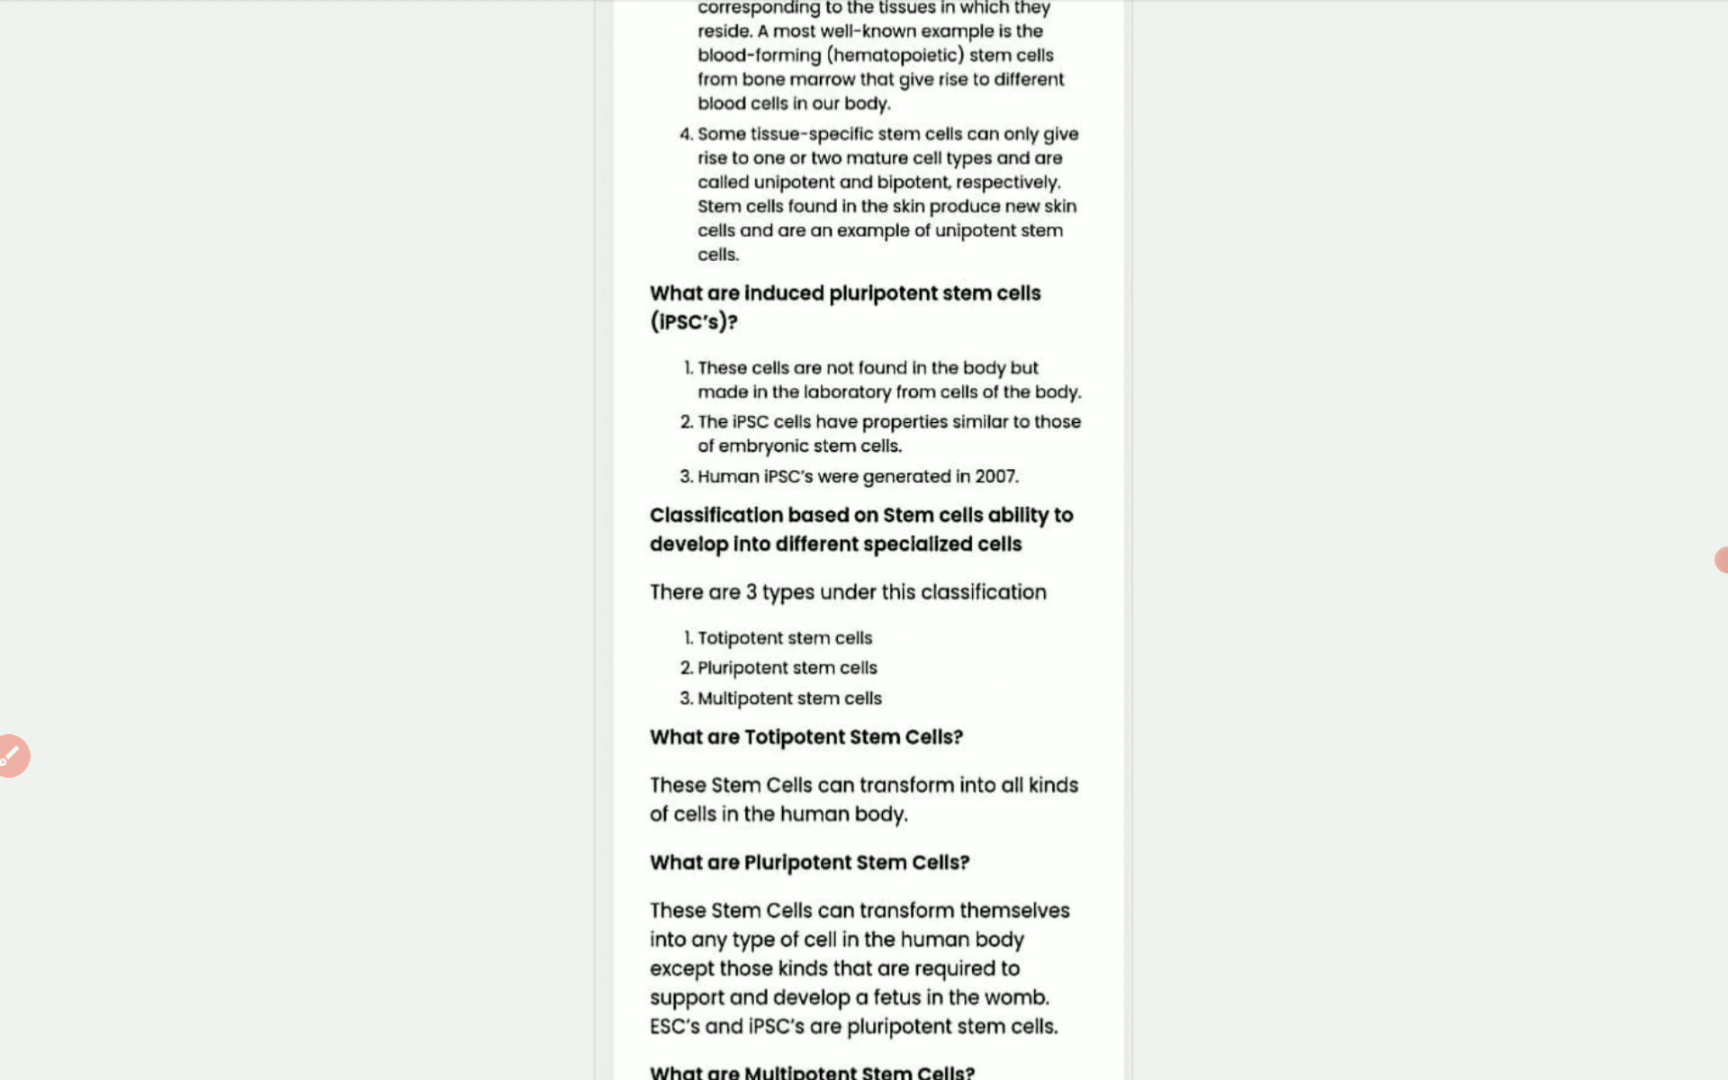 corresponding to the tissues in which they
reside. A most well-known example is the
blood-forming (hematopoietic) stem cells
from bone marrow that give rise to different
blood cells in our body.
4. Some tissue-specific stem cells can only give
rise to one or two mature cell types and are
called unipotent and bipotent, respectively.
Stem cells found in the skin produce new skin
cells and are an example of unipotent stem
cells.
What are induced pluripotent stem cells
(iPSC's)?
1. These cells are not found in the body but
made in the laboratory from cells of the body.
2. The iPSC cells have properties similar to those
of embryonic stem cells.
3. Human iPSC's were generated in 2007.
Classification based on Stem cells ability to
develop into different specialized cells
There are 3 types under this classification
1. Totipotent stem cells
2. Pluripotent stem cells
3. Multipotent stem cells
What are Totipotent Stem Cells?
These Stem Cells can transform into all kinds
of cells in the human body.
What are Pluripotent Stem Cells?
These Stem Cells can transform themselves
into any type of cell in the human body
except those kinds that are required to
support and develop a fetus in the womb.
ESC's and iPSC's are pluripotent stem cells.
What are Multipotent Stem Cells?